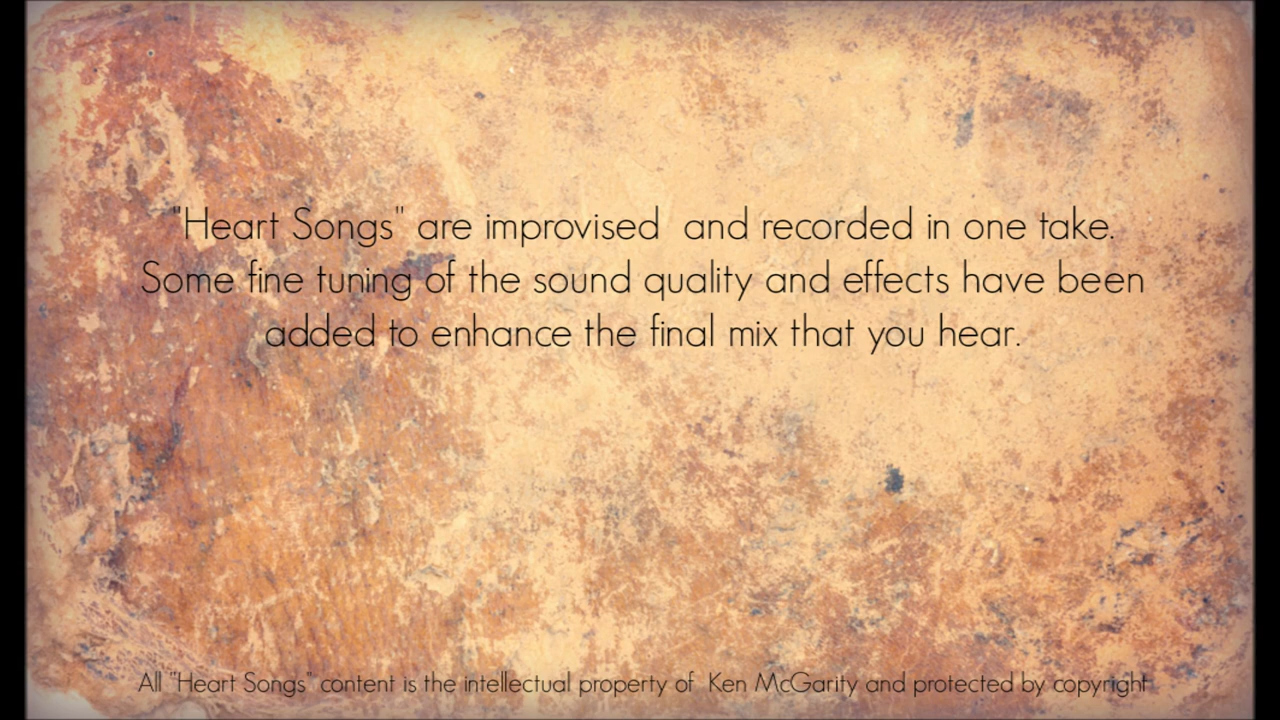 "Heart Songs" are improvised  and recorded in one take.
Some fine tuning of the sound quality and effects have been
added to enhance the final mix that you hear.
All "Heart Songs" content is the intellectual property of  Ken McGarity and protected by copyright